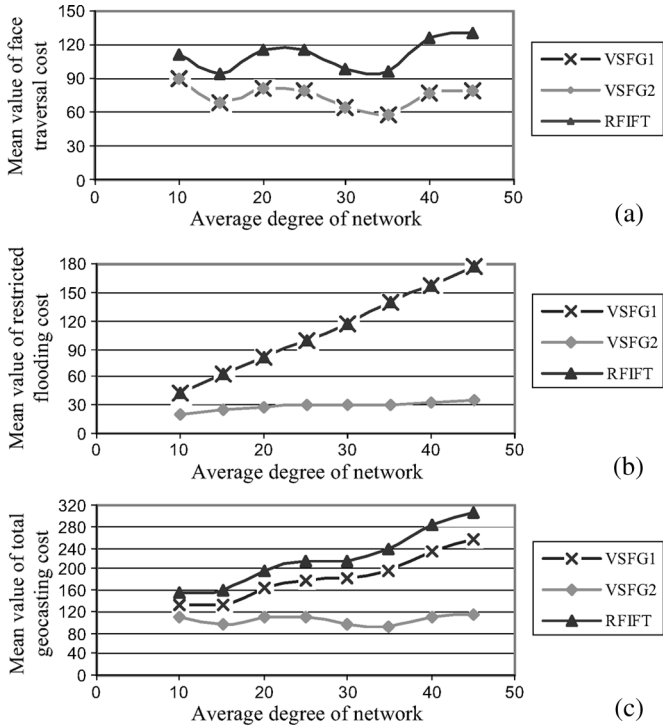 Mean value of face
traversal cost
150
120
90
60
30
0
0 10 20 30 40 50
Average degree of network
VSFG1
VSFG2
RFIFT
(a)
Mean value of restricted
flooding cost
180
150
120
90
60
30
0
0 10 20 30 40 50
Average degree of network
VSFG1
VSFG2
RFIFT
(b)
Mean value of total
geocasting cost
320
280
240
200
160
120
80
40
0
0 10 20 30 40 50
Average degree of network
VSFG1
VSFG2
RFIFT
(c)